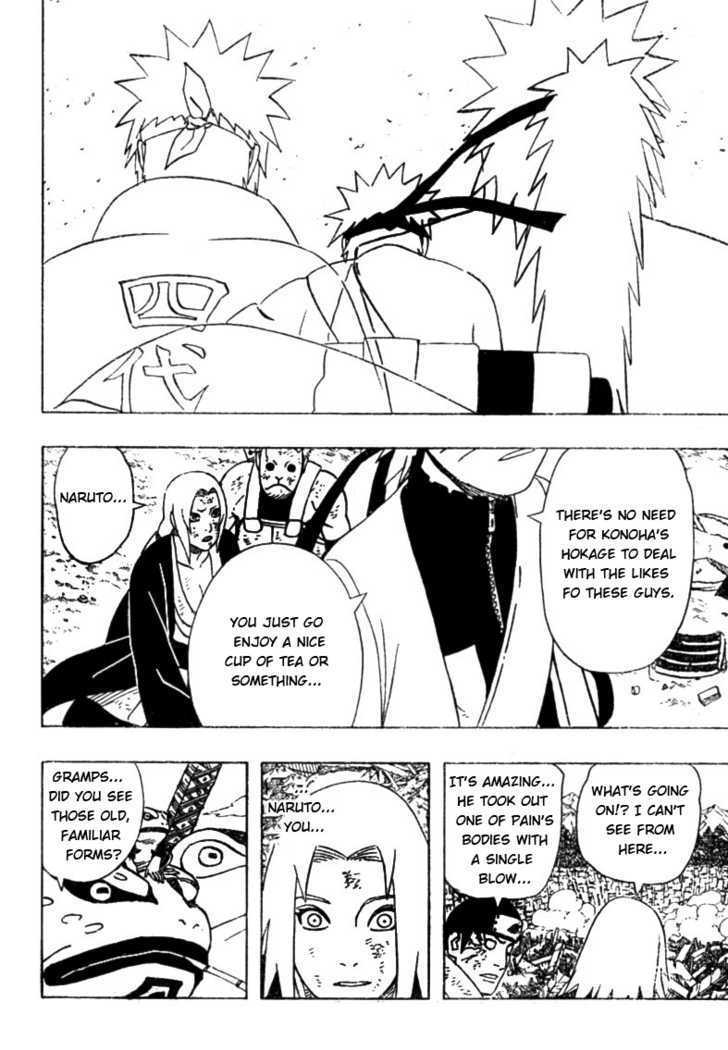 四
代
THERE'S NO NEED
FOR KONOHA'S
HOKAGE TO DEAL
WITH THE LIKES
FO THESE GUYS.
YOU JUST GO
ENJOY A NICE
CUP OF TEA OR
SOMETHING...
NARUTO...
WHAT'S GOING
ON!? I CAN'T
SEE FROM
HERE...
IT'S AMAZING...
HE TOOK OUT
ONE OF PAIN'S
BODIES WITH
A SINGLE
BLOW...
NARUTO...
YOU...
GRAMPS...
DID YOU SEE
THOSE OLD,
FAMILIAR
FORMS?